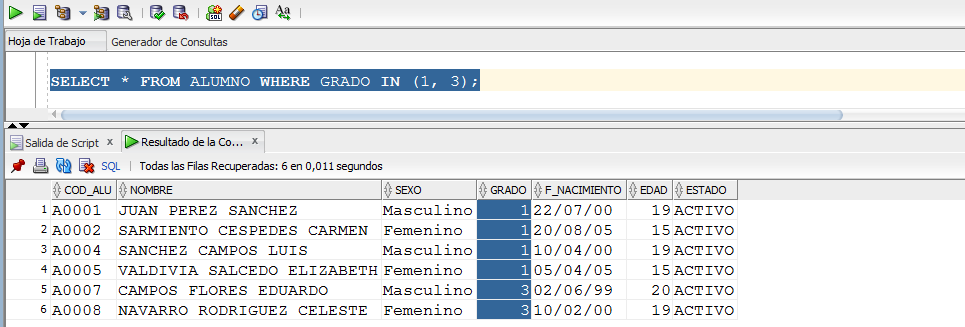 Hoja de Trabajo Generador de Consultas
SELECT * FROM ALUMNO WHERE GRADO IN (1, 3);
Salida de Script x Resultado de la Co... x
SQL Todas las Filas Recuperadas: 6 en 0,011 segundos
COD_ALU NOMBRE SEXO GRADO F_NACIMIENTO EDAD ESTADO
1 A0001 JUAN PEREZ SANCHEZ Masculino 1 22/07/00 19 ACTIVO
2 A0002 SARMIENTO CESPEDES CARMEN Femenino 1 20/08/05 15 ACTIVO
3 A0004 SANCHEZ CAMPOS LUIS Masculino 1 10/04/00 19 ACTIVO
4 A0005 VALDIVIA SALCEDO ELIZABETH Femenino 1 05/04/05 15 ACTIVO
5 A0007 CAMPOS FLORES EDUARDO Masculino 3 02/06/99 20 ACTIVO
6 A0008 NAVARRO RODRIGUEZ CELESTE Femenino 3 10/02/00 19 ACTIVO